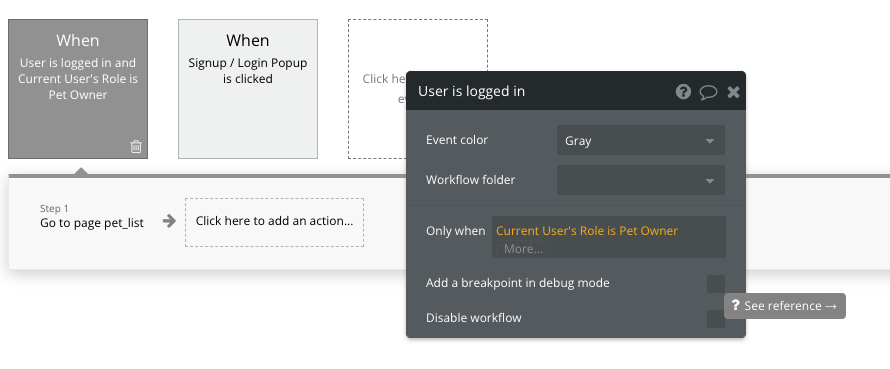 When
User is logged in and
Current User's Role is
Pet Owner
When
Signup / Login Popup
is clicked
Click he
e
User is logged in
Event color
Gray
Workflow folder
Only when
Current User's Role is Pet Owner
More...
Add a breakpoint in debug mode
? See reference →
Disable workflow
Step 1
Go to page pet_list
Click here to add an action...